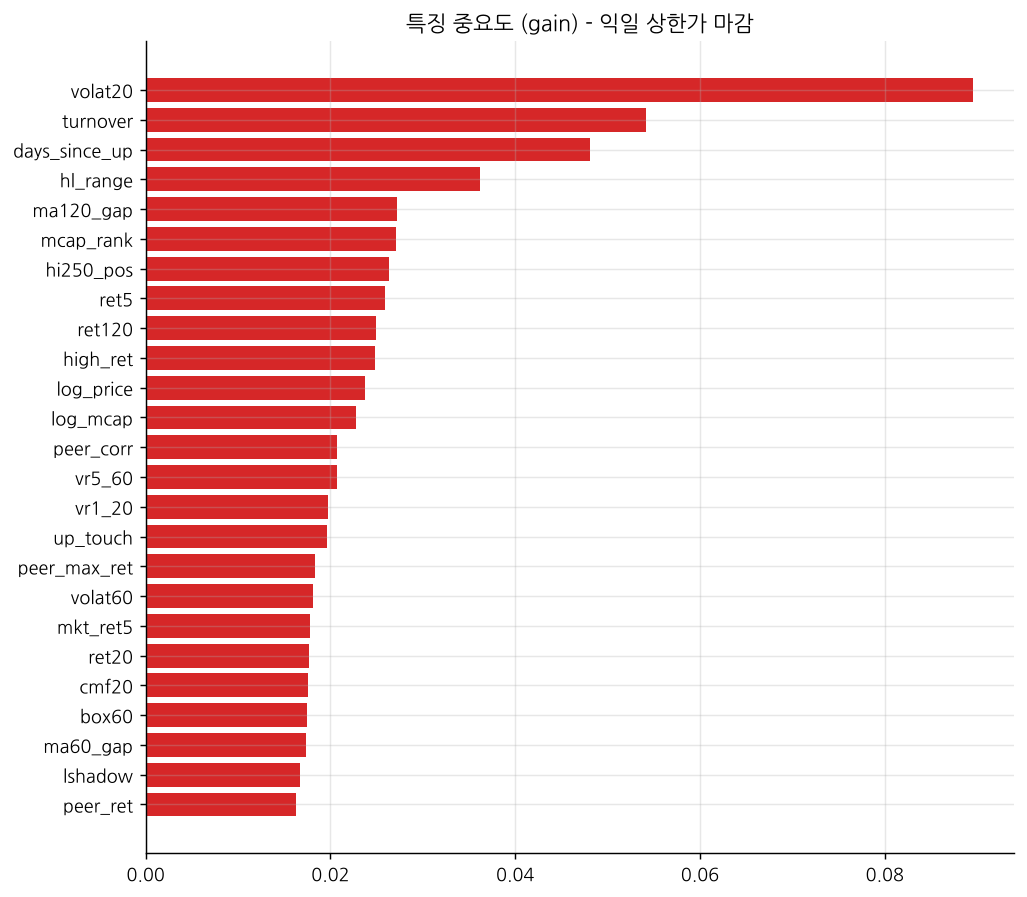 특징 중요도 (gain) - 익일 상한가 마감
volat20
turnover
days_since_up
hl_range
ma120_gap
mcap_rank
hi250_pos
ret5
ret120
high_ret
log_price
log_mcap
peer_corr
vr5_60
vr1_20
up_touch
peer_max_ret
volat60
mkt_ret5
ret20
cmf20
box60
ma60_gap
lshadow
peer_ret
0.00 0.02 0.04 0.06 0.08